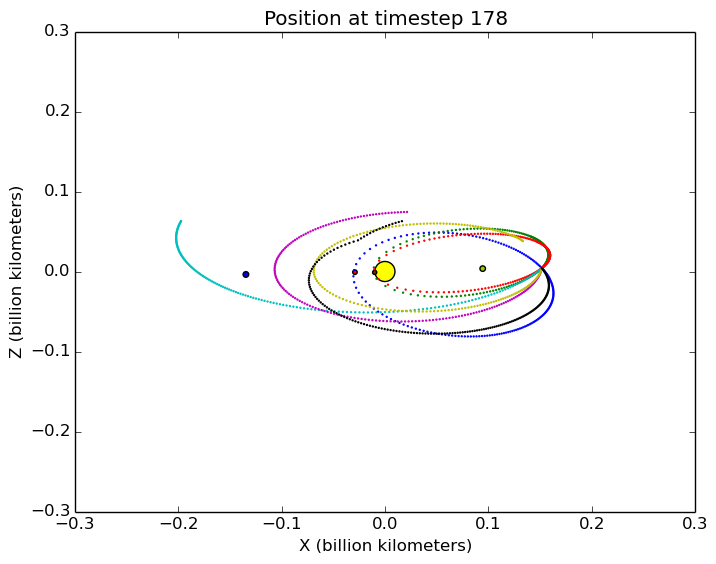 Position at timestep 178
0.3
0.2
0.1
0.0
−0.1
−0.2
−0.3
−0.3 −0.2 −0.1 0.0 0.1 0.2 0.3
X (billion kilometers)
Z (billion kilometers)